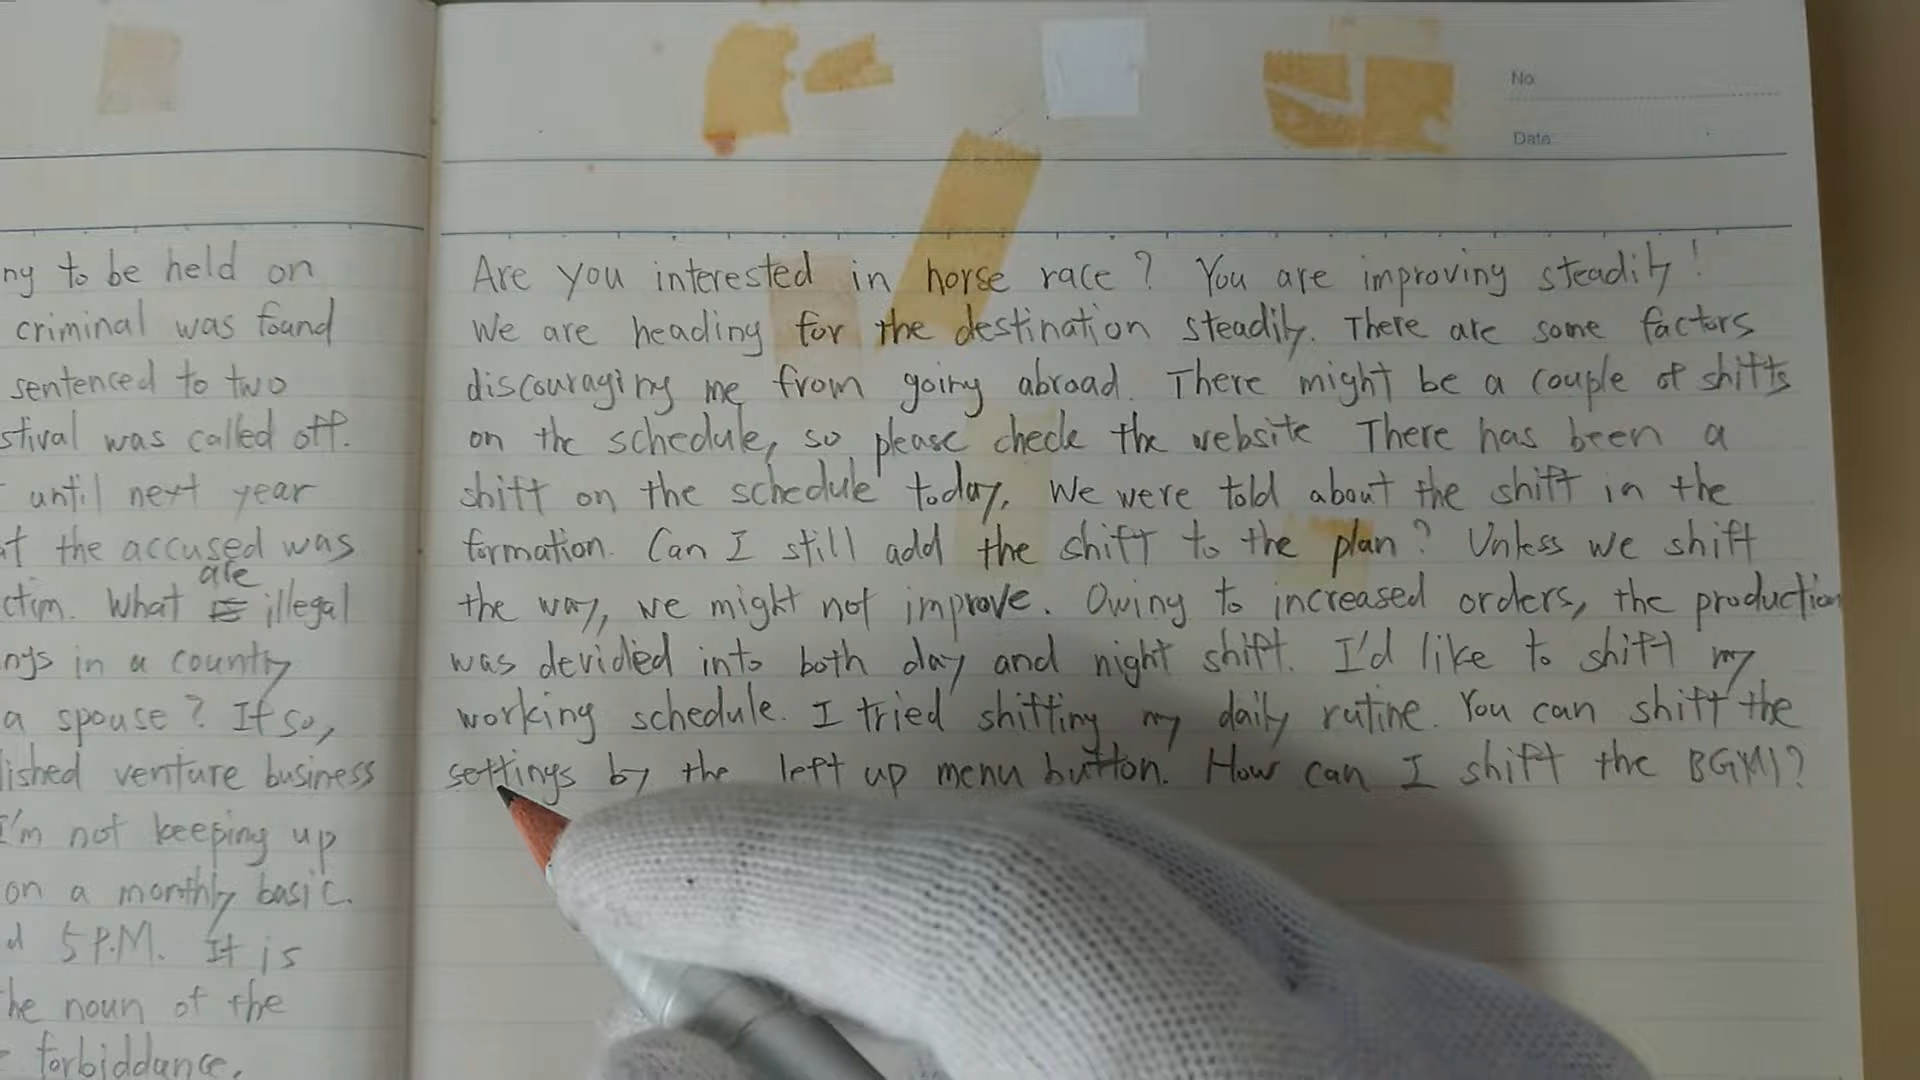 No
Date
ny to be held on
criminal was found
sentenced to two
stival was called off.
until next year
at the accused was
are
ctim. What illegal
ngs in a country
a spouse? If so,
lished venture business
I'm not keeping up
on a monthly basic.
d 5 P.M. It is
he noun of the
forbiddance.
Are you interested in horse race? You are improving steadily!
We are heading for the destination steadily. There are some factors
discouraging me from going abroad. There might be a couple of shifts
on the schedule, so please check the website There has been a
shift on the schedule today. We were told about the shift in the
formation. Can I still add the shift to the plan? Unless we shift
the way, we might not improve. Owing to increased orders, the production
was devided into both day and night shift. I'd like to shift my
working schedule. I tried shifting my daily rutine. You can shift the
settings by the left up menu button. How can I shift the BGM?